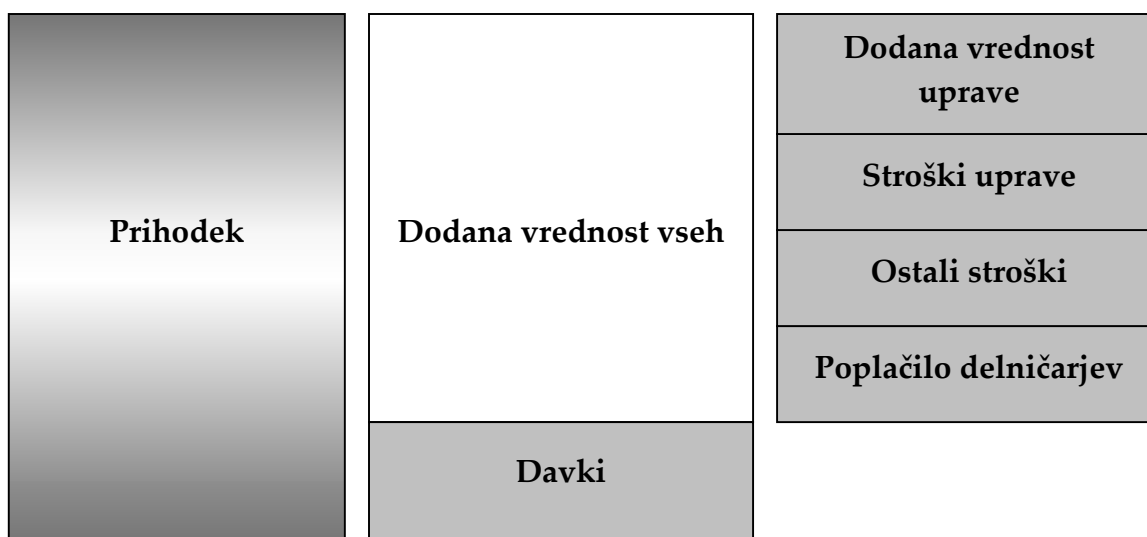 Prihodek
Dodana vrednost vseh
Davki
Dodana vrednost
uprave
Stroški uprave
Ostali stroški
Poplačilo delničarjev